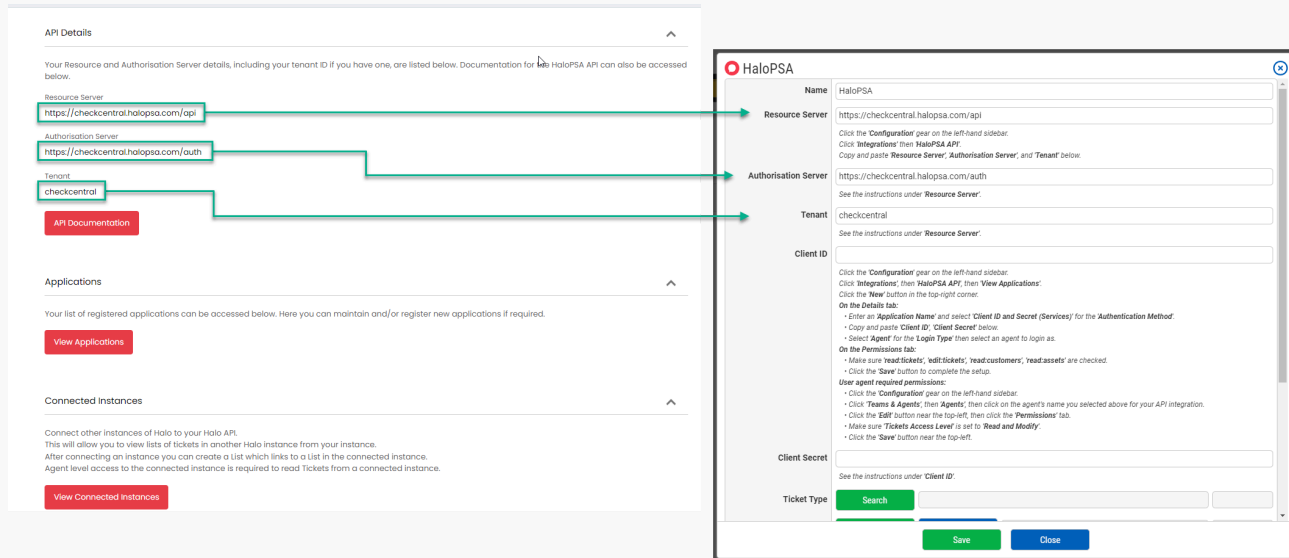 API Details
Your Resource and Authorisation Server details, including your tenant ID if you have one, are listed below. Documentation for the HaloPSA API can also be accessed
below.
Resource Server
https://checkcentral.halopsa.com/api
Authorisation Server
https://checkcentral.halopsa.com/auth
Tenant
checkcentral
API Documentation
Applications
Your list of registered applications can be accessed below. Here you can maintain and/or register new applications if required.
View Applications
Connected Instances
Connect other instances of Halo to your Halo API.
This will allow you to view lists of tickets in another Halo instance from your instance.
After connecting an instance you can create a List which links to a List in the connected instance.
Agent level access to the connected instance is required to read Tickets from a connected instance.
View Connected Instances
HaloPSA
Name HaloPSA
Resource Server https://checkcentral.halopsa.com/api
Click the 'Configuration' gear on the left-hand sidebar.
Click 'Integrations' then 'HaloPSA API'.
Copy and paste 'Resource Server', 'Authorisation Server', and 'Tenant' below.
Authorisation Server https://checkcentral.halopsa.com/auth
See the instructions under 'Resource Server'.
Tenant checkcentral
See the instructions under 'Resource Server'.
Client ID
Click the 'Configuration' gear on the left-hand sidebar.
Click 'Integrations', then 'HaloPSA API', then 'View Applications'.
Click the 'New' button in the top-right corner.
On the Details tab:
• Enter an 'Application Name' and select 'Client ID and Secret (Services)' for the 'Authentication Method'.
• Copy and paste 'Client ID', 'Client Secret' below.
• Select 'Agent' for the 'Login Type' then select an agent to login as.
On the Permissions tab:
• Make sure 'read:tickets', 'edit:tickets', 'read:customers', 'read:assets' are checked.
• Click the 'Save' button to complete the setup.
User agent required permissions:
• Click the 'Configuration' gear on the left-hand sidebar.
• Click 'Teams & Agents', then 'Agents', then click on the agent's name you selected above for your API integration.
• Click the 'Edit' button near the top-left, then click the 'Permissions' tab.
• Make sure 'Tickets Access Level' is set to 'Read and Modify'.
• Click the 'Save' button near the top-left.
Client Secret
See the instructions under 'Client ID'.
Ticket Type Search
Save Close